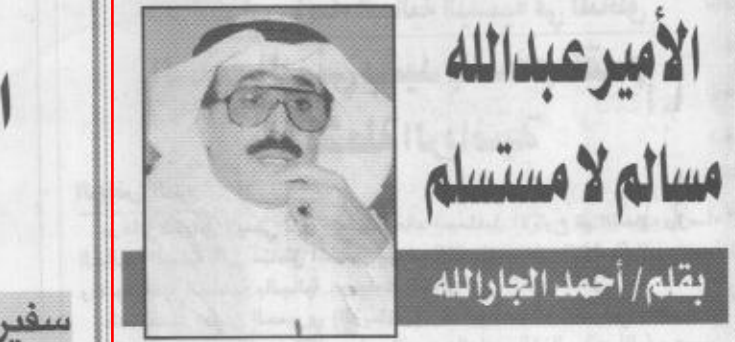 الأمير عبدالله
مسالم لا مستسلم
بقلم/ أحمد الجارالله
سفير